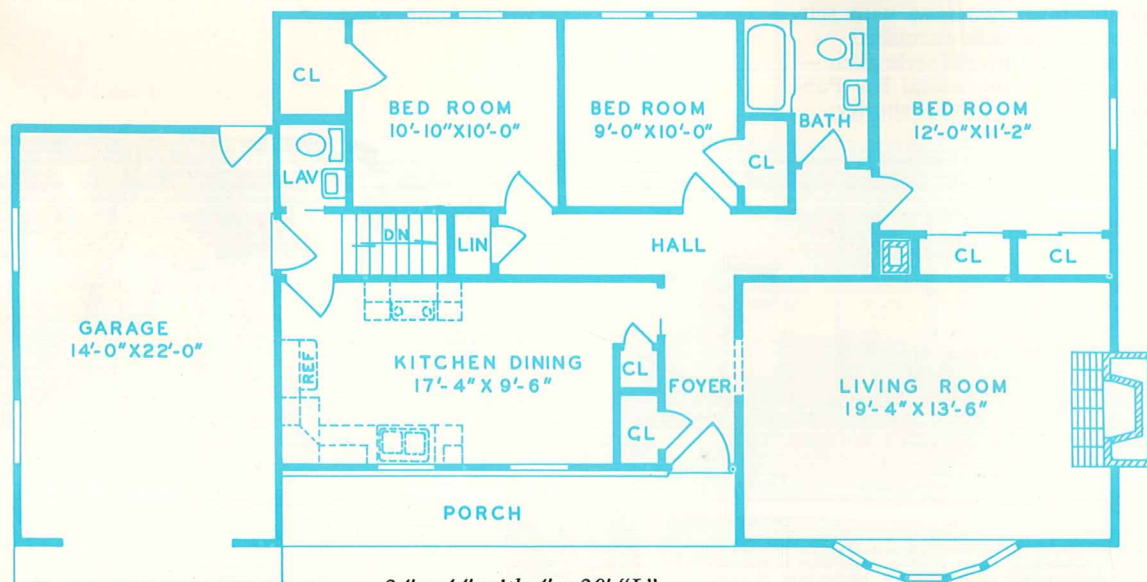 CL
BED ROOM
10'-10"X10'-0"
BED ROOM
9'-0"X10'-0"
BATH
BED ROOM
12'-0"X11'-2"
CL
LAV
DN
LIN
HALL
CL
CL
GARAGE
14'-0"X22'-0"
REF
KITCHEN DINING
17'-4" X 9'-6"
CL
CL
FOYER
LIVING ROOM
19'-4"X13'-6"
PORCH